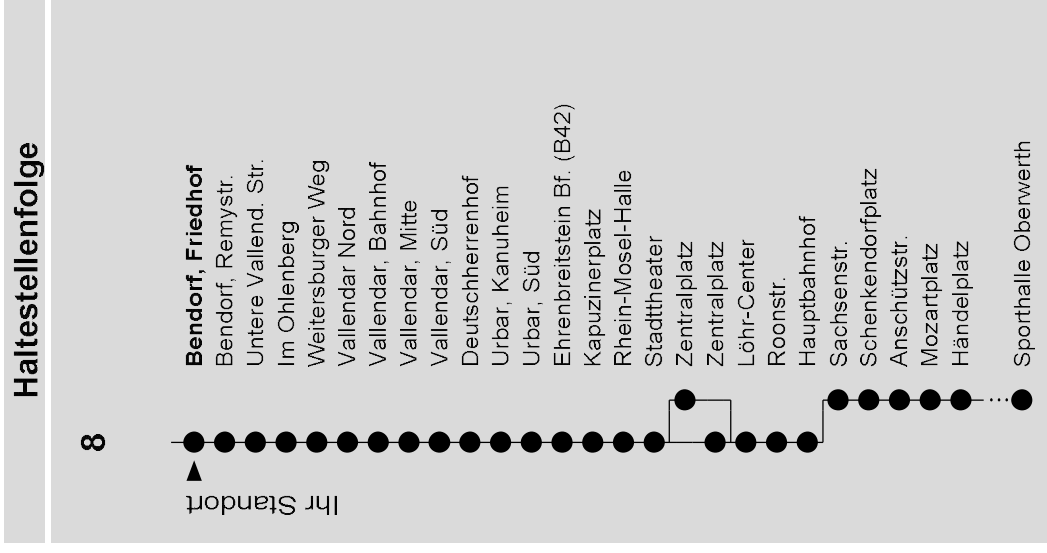 Haltestellenfolge
8
Bendorf, Friedhof
Bendorf, Remystr.
Untere Vallend. Str.
Im Ohlenberg
Weitersburger Weg
Vallendar Nord
Vallendar, Bahnhof
Vallendar, Mitte
Vallendar, Süd
Deutschherrenhof
Urbar, Kanuheim
Urbar, Süd
Ehrenbreitstein Bf. (B42)
Kapuzinerplatz
Rhein-Mosel-Halle
Stadttheater
Zentralplatz
Zentralplatz
Löhr-Center
Roonstr.
Hauptbahnhof
Sachsenstr.
Schenkendorfplatz
Anschützstr.
Mozartplatz
Händelplatz
Sporthalle Oberwerth
Ihr Standort